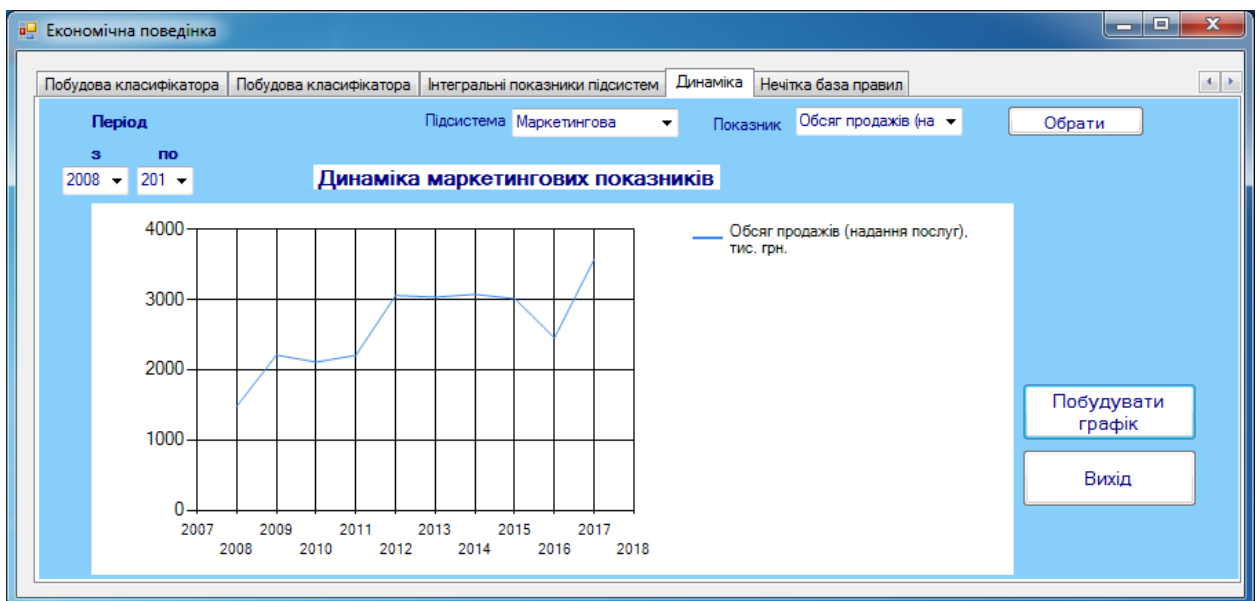 Економічна поведінка
Побудова класифікатора Побудова класифікатора Інтегральні показники підсистем Динаміка Нечітка база правил
Період Підсистема Маркетингова Показник Обсяг продажів (на Обрати
з по
2008 201 Динаміка маркетингових показників
Обсяг продажів (надання послуг),
тис. грн.
4000
3000
2000
1000
0
2007 2009 2011 2013 2015 2017
2008 2010 2012 2014 2016 2018
Побудувати
графік
Вихід